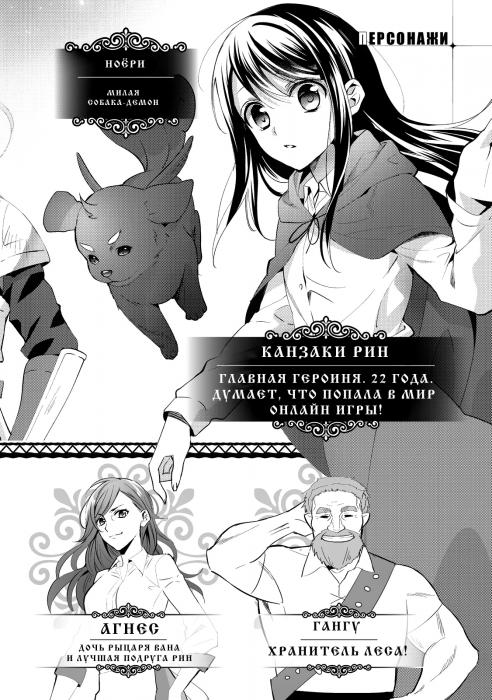 ПЕРСОНАЖИ
НОЁРИ
МИЛАЯ
СОБАКА-ДЕМОН
КАНЗАКИ РИН
ГЛАВНАЯ ГЕРОИНЯ. 22 ГОДА.
ДУМАЕТ, ЧТО ПОПАЛА В МИР
ОНЛАЙН ИГРЫ!
АГНЕС
ДОЧЬ РЫЦАРЯ ВАНА
И ЛУЧШАЯ ПОДРУГА РИН
ГАНГУ
ХРАНИТЕЛЬ ЛЕСА!